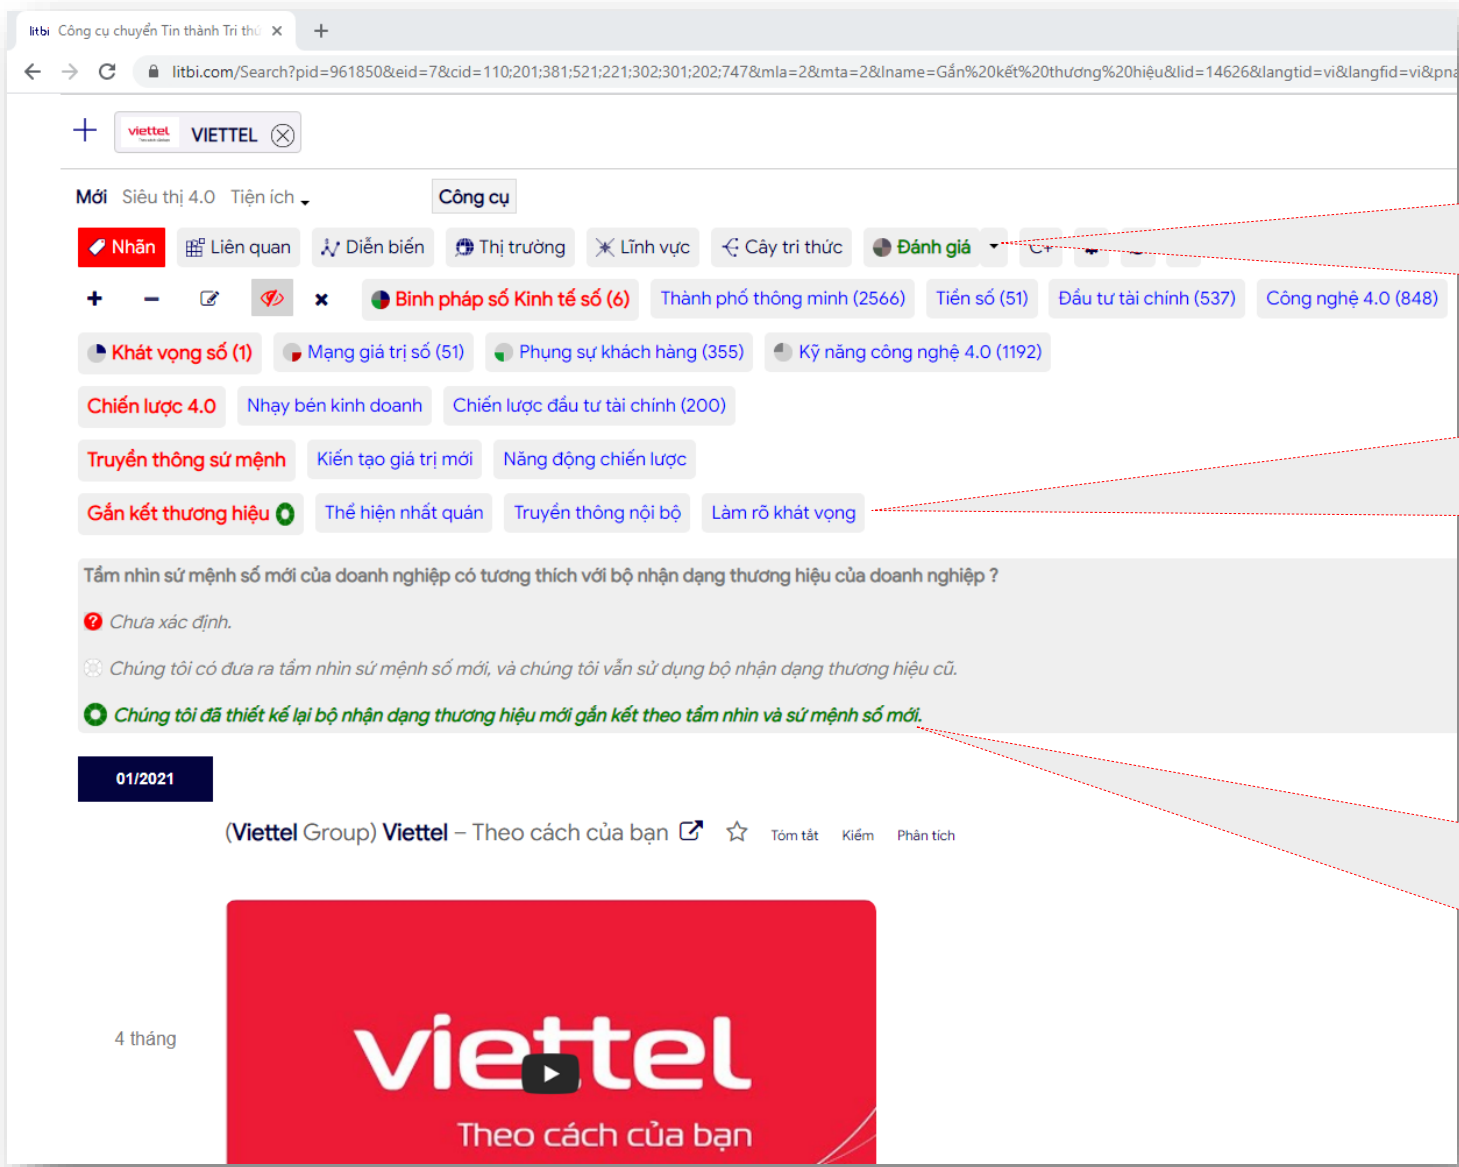 litbi Công cụ chuyển Tin thành Tri thứ
litbi.com/Search?pid=961850&eid=7&cid=110;201;381;521;221;302;301;202;747&mla=2&mta=2&lname=Gắn%20kết%20thương%20hiệu&lid=14626&langtid=vi&langfid=vi&pna
viettel VIETTEL
Mới Siêu thị 4.0 Tiện ích Công cụ
Nhãn Liên quan Diễn biến Thị trường Lĩnh vực Cây tri thức Đánh giá
Binh pháp số Kinh tế số (6) Thành phố thông minh (2566) Tiền số (51) Đầu tư tài chính (537) Công nghệ 4.0 (848)
Khát vọng số (1) Mạng giá trị số (51) Phụng sự khách hàng (355) Kỹ năng công nghệ 4.0 (1192)
Chiến lược 4.0 Nhạy bén kinh doanh Chiến lược đầu tư tài chính (200)
Truyền thông sứ mệnh Kiến tạo giá trị mới Năng động chiến lược
Gắn kết thương hiệu Thể hiện nhất quán Truyền thông nội bộ Làm rõ khát vọng
Tầm nhìn sứ mệnh số mới của doanh nghiệp có tương thích với bộ nhận dạng thương hiệu của doanh nghiệp ?
Chưa xác định.
Chúng tôi có đưa ra tầm nhìn sứ mệnh số mới, và chúng tôi vẫn sử dụng bộ nhận dạng thương hiệu cũ.
Chúng tôi đã thiết kế lại bộ nhận dạng thương hiệu mới gắn kết theo tầm nhìn và sứ mệnh số mới.
01/2021
(Viettel Group) Viettel – Theo cách của bạn Tóm tắt Kiếm Phân tích
4 tháng
viettel
Theo cách của bạn